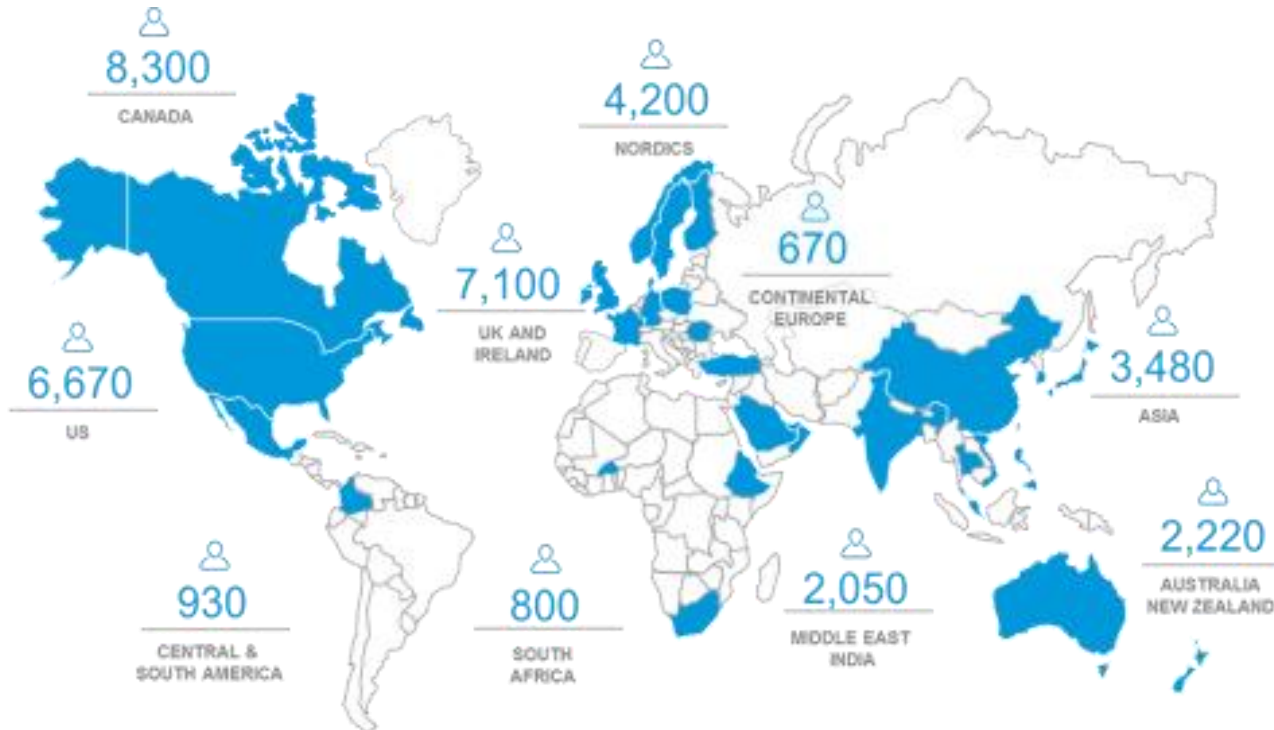 8,300
CANADA
4,200
NORDICS
670
CONTINENTAL
EUROPE
7,100
UK AND
IRELAND
6,670
US
3,480
ASIA
2,220
AUSTRALIA
NEW ZEALAND
930
CENTRAL &
SOUTH AMERICA
800
SOUTH
AFRICA
2,050
MIDDLE EAST
INDIA